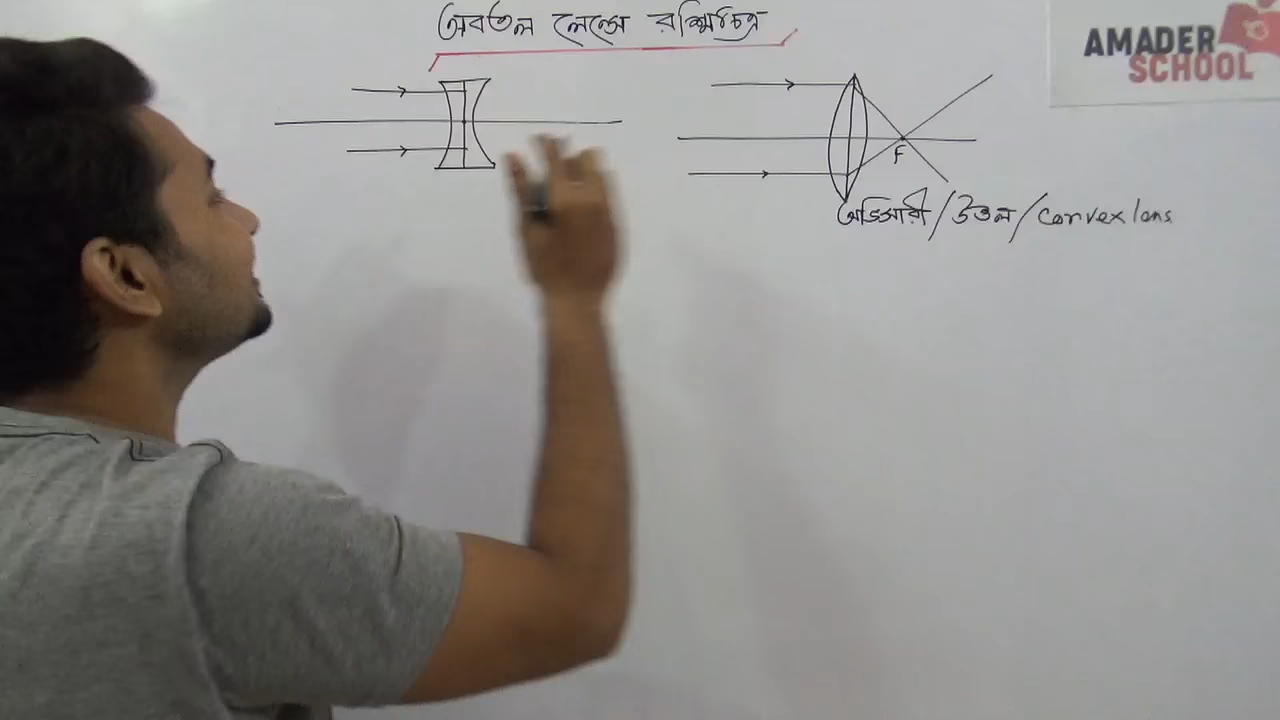 অবতল লেন্সে রশ্মিচিত্র
AMADER
SCHOOL
F
অভিসারী/উত্তল/convex lens